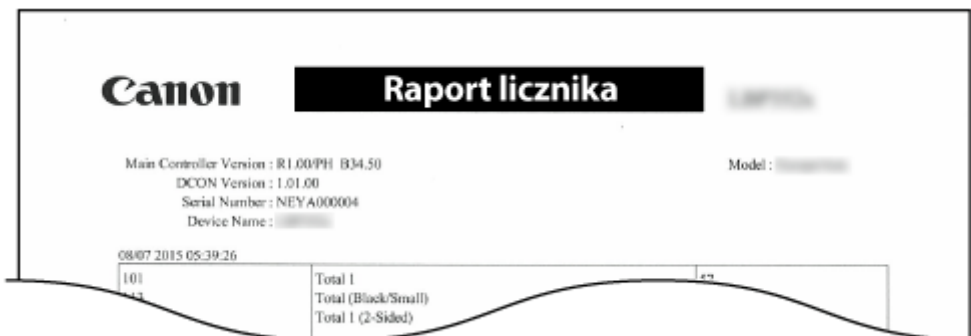 Canon
Raport licznika
Main Controller Version : R1.00/PH B34.50
Model :
DCON Version : 1.01.00
Serial Number : NEYA000004
Device Name :
08/07 2015 05:39:26
101 Total 1
Total (Black/Small)
Total 1 (2-Sided)